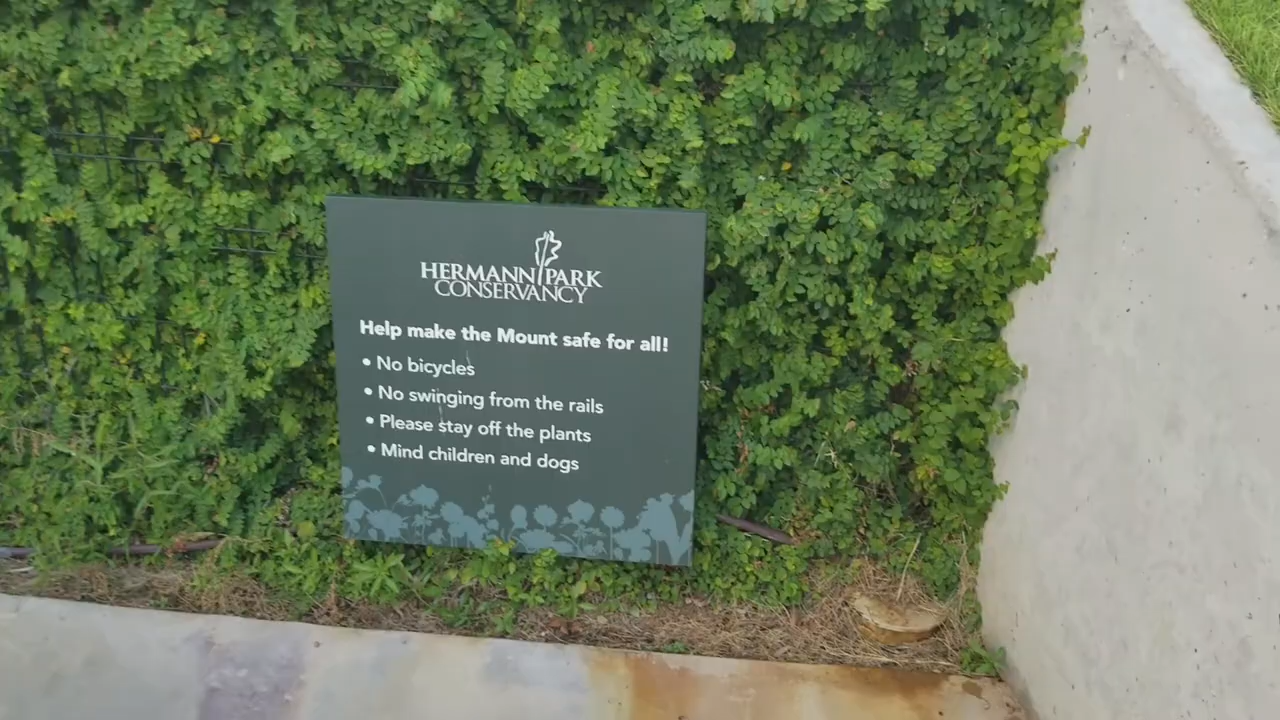 HERMANN PARK
CONSERVANCY
Help make the Mount safe for all!
• No bicycles
• No swinging from the rails
• Please stay off the plants
• Mind children and dogs